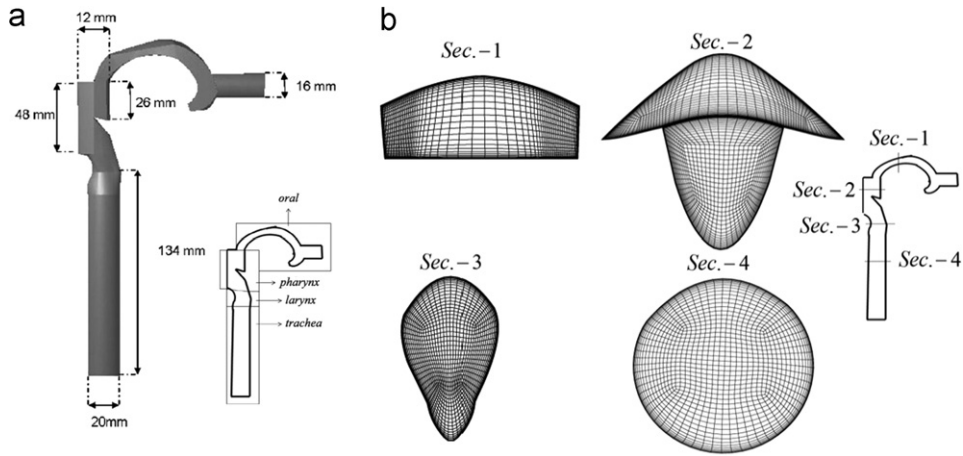 a
12 mm
26 mm
48 mm
16 mm
134 mm
20mm
oral
pharynx
larynx
trachea
b
Sec.-1
Sec.-2
Sec.-3
Sec.-4
Sec.-1
Sec.-2
Sec.-3
Sec.-4